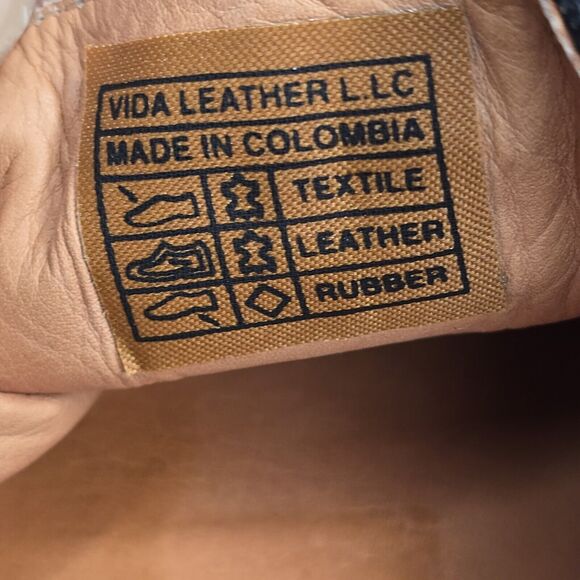 VIDA LEATHER L.LC
MADE IN COLOMBIA
TEXTILE
LEATHER
RUBBER